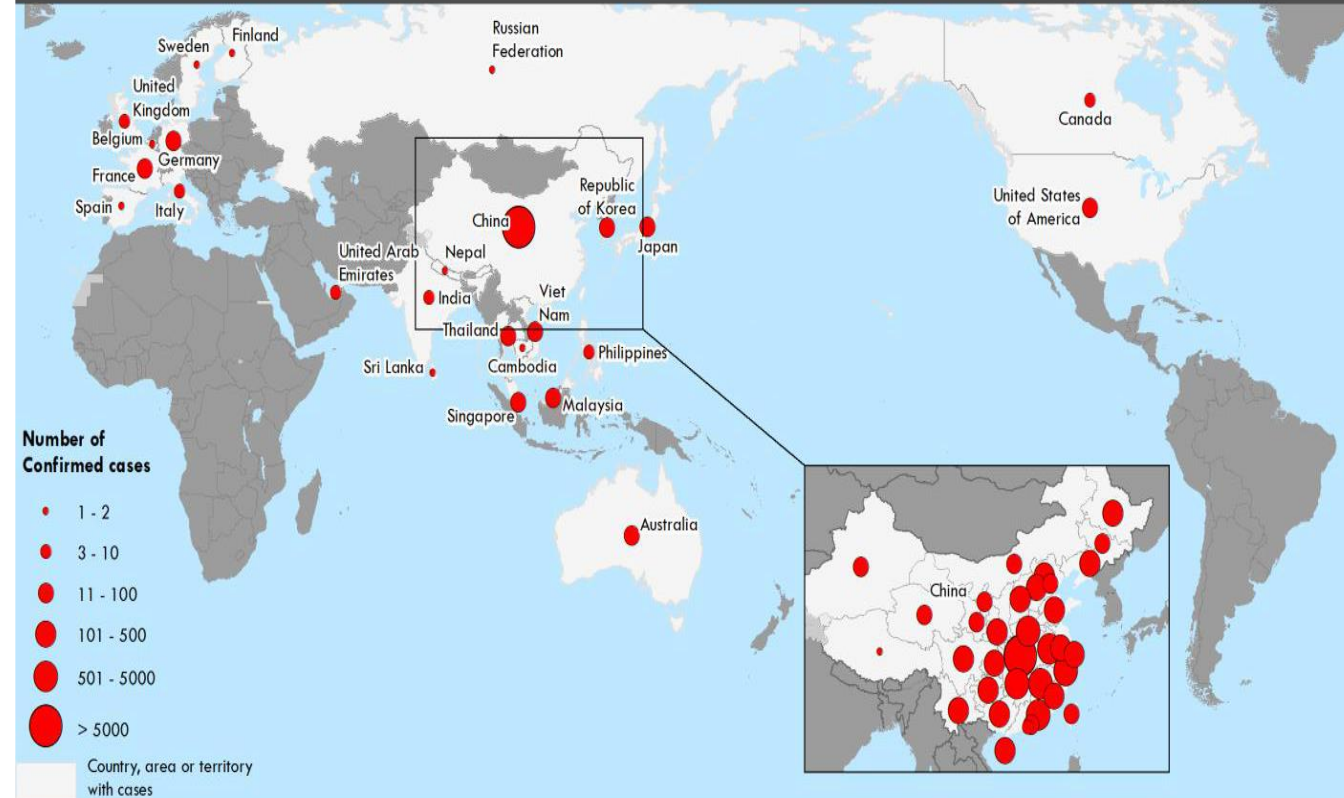 Finland
Sweden
Russian
Federation
United
Kingdom
Belgium
Germany
France
Spain
Italy
Canada
United States
of America
Republic
of Korea
China
Japan
United Arab
Emirates
Nepal
India
Viet
Nam
Thailand
Cambodia
Philippines
Sri Lanka
Singapore
Malaysia
Australia
Number of
Confirmed cases
1 - 2
3 - 10
11 - 100
101 - 500
501 - 5000
> 5000
Country, area or territory
with cases
China